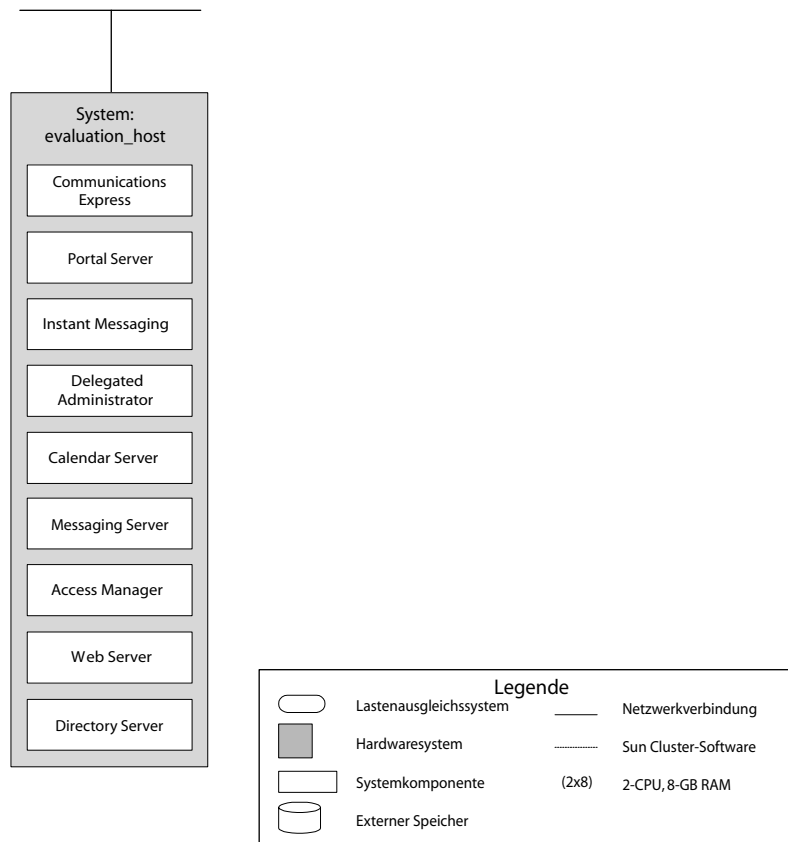 System:
evaluation_host
Communications
Express
Portal Server
Instant Messaging
Delegated
Administrator
Calendar Server
Messaging Server
Access Manager
Web Server
Directory Server
Legende
Lastenausgleichssystem
Netzwerkverbindung
Hardwaresystem
Sun Cluster-Software
Systemkomponente
(2x8) 2-CPU, 8-GB RAM
Externer Speicher